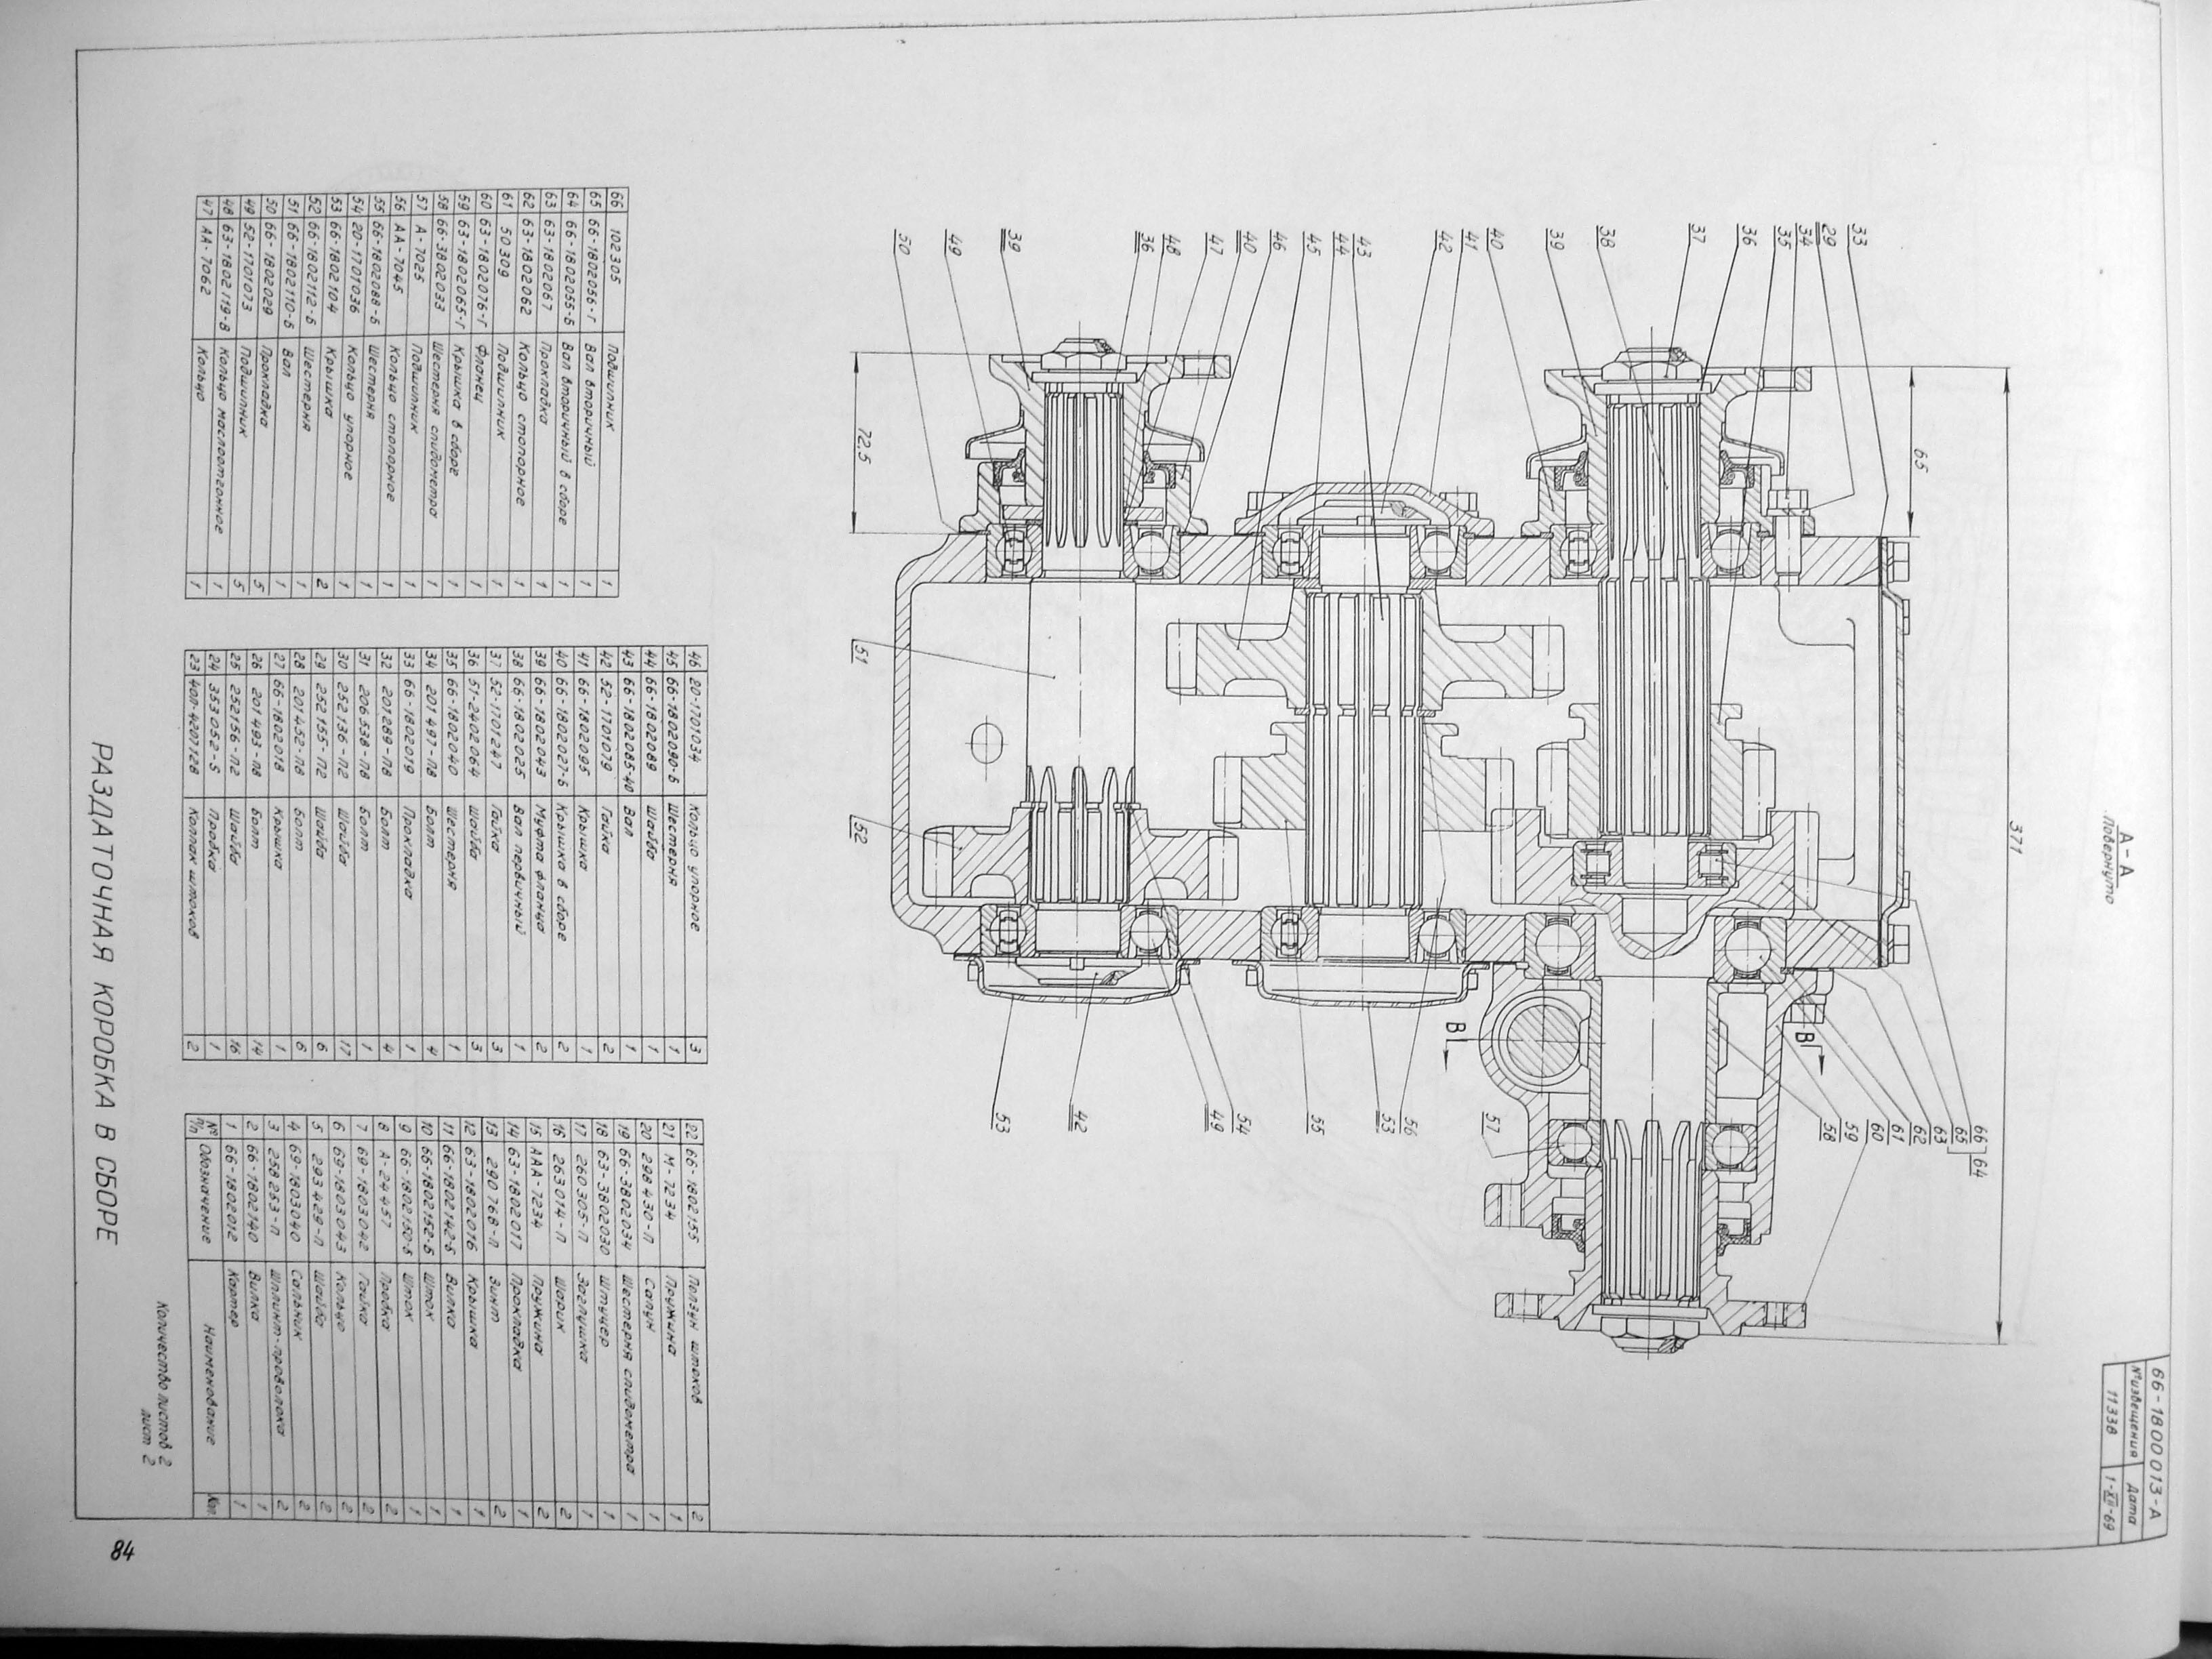 66-1800013-А
№ извещения Дата
11338 1-XII-69
А-А
Повернуто
371
65
72,5
33
29
34
35
36
37
38
39
40
41
42
43
44
45
46
40
47
48
36
39
49
50
51
52
53
42
49
54
55
53
56
57
58
59
60
61
62
63
65
66
64
В
В
66 102305 Подшипник 1
65 66-1802056-Г Вал вторичный 1
64 66-1802055-Б Вал вторичный в сборе 1
63 63-1802067 Прокладка 1
62 63-1802062 Кольцо стопорное 1
61 50309 Подшипник 1
60 63-1802076-Г Фланец 1
59 63-1802065-Г Крышка в сборе 1
58 66-3802033 Шестерня спидометра 1
57 А-7025 Подшипник 1
56 АА-7045 Кольцо стопорное 1
55 66-1802088-Б Шестерня 1
54 20-1701036 Кольцо упорное 1
53 66-1802104 Крышка 2
52 66-1802112-Б Шестерня 1
51 66-1802110-Б Вал 1
50 66-1802029 Прокладка 5
49 52-1701073 Подшипник 5
48 63-1802119-В Кольцо маслоотгонное 1
47 АА-7062 Кольцо 1
46 20-1701034 Кольцо упорное 3
45 66-1802090-Б Шестерня 1
44 66-1802089 Шайба 1
43 66-1802085-40 Вал 1
42 52-1701079 Гайка 2
41 66-1802095 Крышка 1
40 66-1802027-Б Крышка в сборе 2
39 66-1802043 Муфта фланца 2
38 66-1802025 Вал первичный 1
37 52-1701247 Гайка 3
36 51-2402064 Шайба 3
35 66-1802040 Шестерня 1
34 201497-П8 Болт 4
33 66-1802019 Прокладка 1
32 201289-П8 Болт 4
31 206538-П8 Болт 1
30 252136-П2 Шайба 17
29 252155-П2 Шайба 6
28 201452-П8 Болт 6
27 66-1802018 Крышка 1
26 201493-П8 Болт 14
25 252156-П2 Шайба 16
24 353052-S Пробка 1
23 40П-4207128 Колпак штоков 2
22 66-1802155 Ползун штоков 2
21 М-7234 Пружина 1
20 298430-П Сапун 1
19 66-3802034 Шестерня спидометра 1
18 63-3802030 Штуцер 1
17 260305-П Заглушка 1
16 263014-П Шарик 2
15 ААА-7234 Пружина 2
14 63-1802017 Прокладка 1
13 290768-П Винт 2
12 63-1802016 Крышка 1
11 66-1802142-Б Вилка 1
10 66-1802152-Б Шток 1
9 66-1802150-Б Шток 1
8 А-24457 Пробка 2
7 69-1803042 Гайка 2
6 69-1803043 Кольцо 2
5 293429-П Шайба 2
4 69-1803040 Сальник 2
3 258253-П Шплинт-проволока 2
2 66-1802140 Вилка 1
1 66-1802012 Картер 1
№ п/п Обозначение Наименование Кол.
РАЗДАТОЧНАЯ КОРОБКА В СБОРЕ
Количество листов 2
лист 2
84